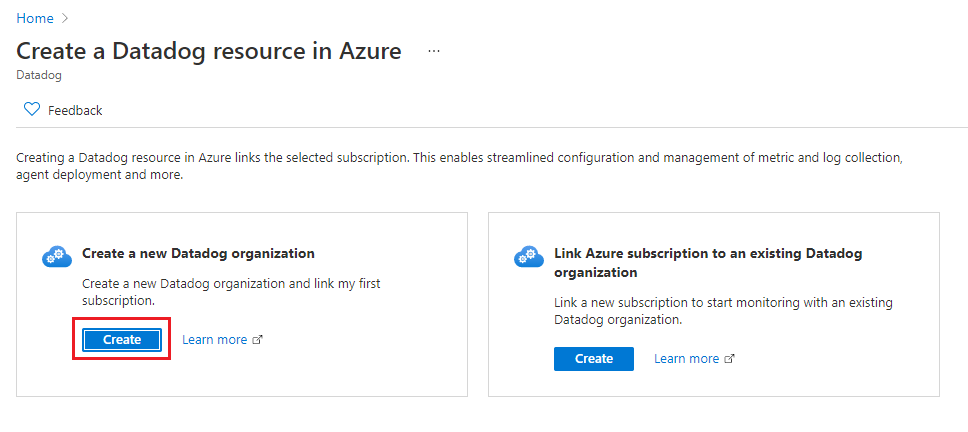 Home
Create a Datadog resource in Azure ...
Datadog
Feedback
Creating a Datadog resource in Azure links the selected subscription. This enables streamlined configuration and management of metric and log collection,
agent deployment and more.
Create a new Datadog organization
Create a new Datadog organization and link my first
subscription.
Create Learn more
Link Azure subscription to an existing Datadog
organization
Link a new subscription to start monitoring with an existing
Datadog organization.
Create Learn more